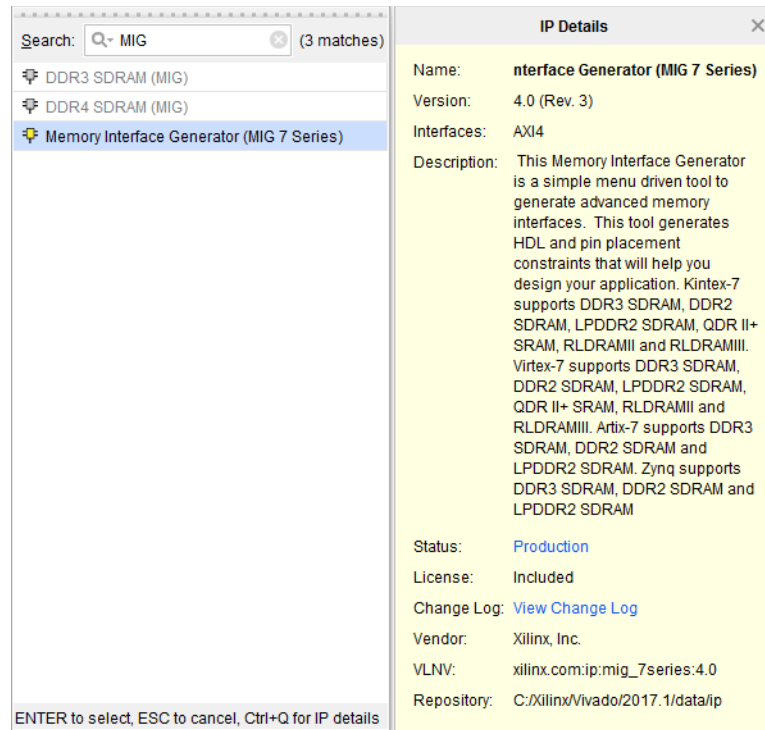 Search: MIG (3 matches)
DDR3 SDRAM (MIG)
DDR4 SDRAM (MIG)
Memory Interface Generator (MIG 7 Series)
ENTER to select, ESC to cancel, Ctrl+Q for IP details
IP Details
Name: nterface Generator (MIG 7 Series)
Version: 4.0 (Rev. 3)
Interfaces: AXI4
Description: This Memory Interface Generator
is a simple menu driven tool to
generate advanced memory
interfaces. This tool generates
HDL and pin placement
constraints that will help you
design your application. Kintex-7
supports DDR3 SDRAM, DDR2
SDRAM, LPDDR2 SDRAM, QDR II+
SRAM, RLDRAMII and RLDRAMIII.
Virtex-7 supports DDR3 SDRAM,
DDR2 SDRAM, LPDDR2 SDRAM,
QDR II+ SRAM, RLDRAMII and
RLDRAMIII. Artix-7 supports DDR3
SDRAM, DDR2 SDRAM and
LPDDR2 SDRAM. Zynq supports
DDR3 SDRAM, DDR2 SDRAM and
LPDDR2 SDRAM
Status: Production
License: Included
Change Log: View Change Log
Vendor: Xilinx, Inc.
VLNV: xilinx.com:ip:mig_7series:4.0
Repository: C:/Xilinx/Vivado/2017.1/data/ip